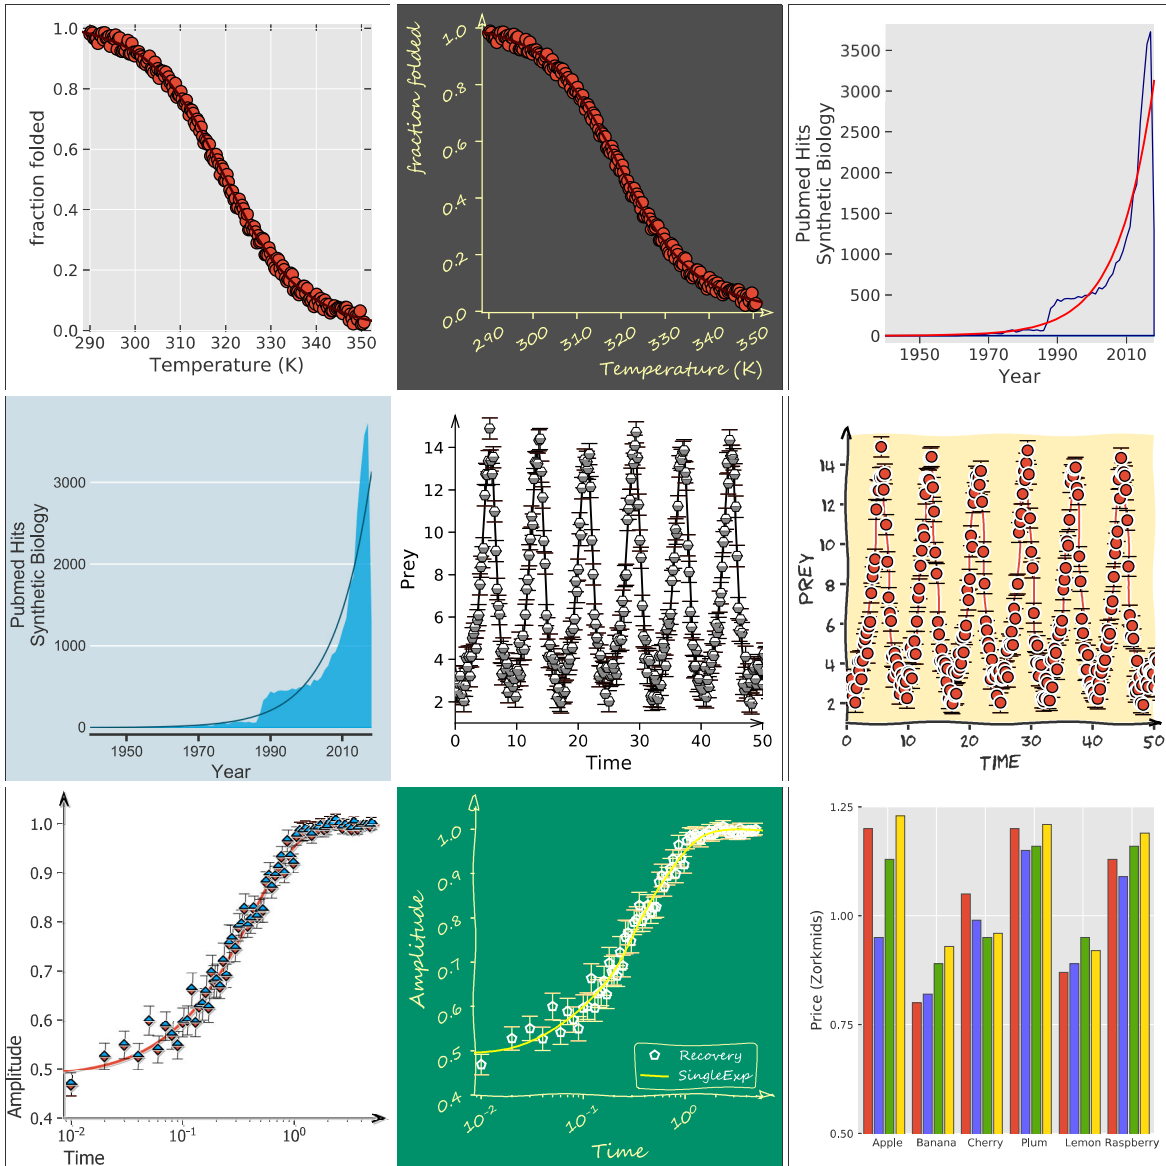 1.0
0.8
0.6
0.4
0.2
0.0
fraction folded
290 300 310 320 330 340 350
Temperature (K)
1.0
0.8
0.6
0.4
0.2
0.0
fraction folded
290 300 310 320 330 340 350
Temperature (K)
3500
3000
2500
2000
1500
1000
500
0
Pubmed Hits
Synthetic Biology
1950 1970 1990 2010
Year
3000
2000
1000
0
Pubmed Hits
Synthetic Biology
1950 1970 1990 2010
Year
14
12
10
8
6
4
2
Prey
0 10 20 30 40 50
Time
14
12
10
8
6
4
2
PREY
0 10 20 30 40 50
TIME
1.0
0.9
0.8
0.7
0.6
0.5
0.4
Amplitude
10⁻² 10⁻¹ 10⁰
Time
1.0
0.9
0.8
0.7
0.6
0.5
0.4
Amplitude
Recovery
SingleExp
10⁻² 10⁻¹ 10⁰
Time
1.25
1.00
0.75
0.50
Price (Zorkmids)
Apple Banana Cherry Plum Lemon Raspberry